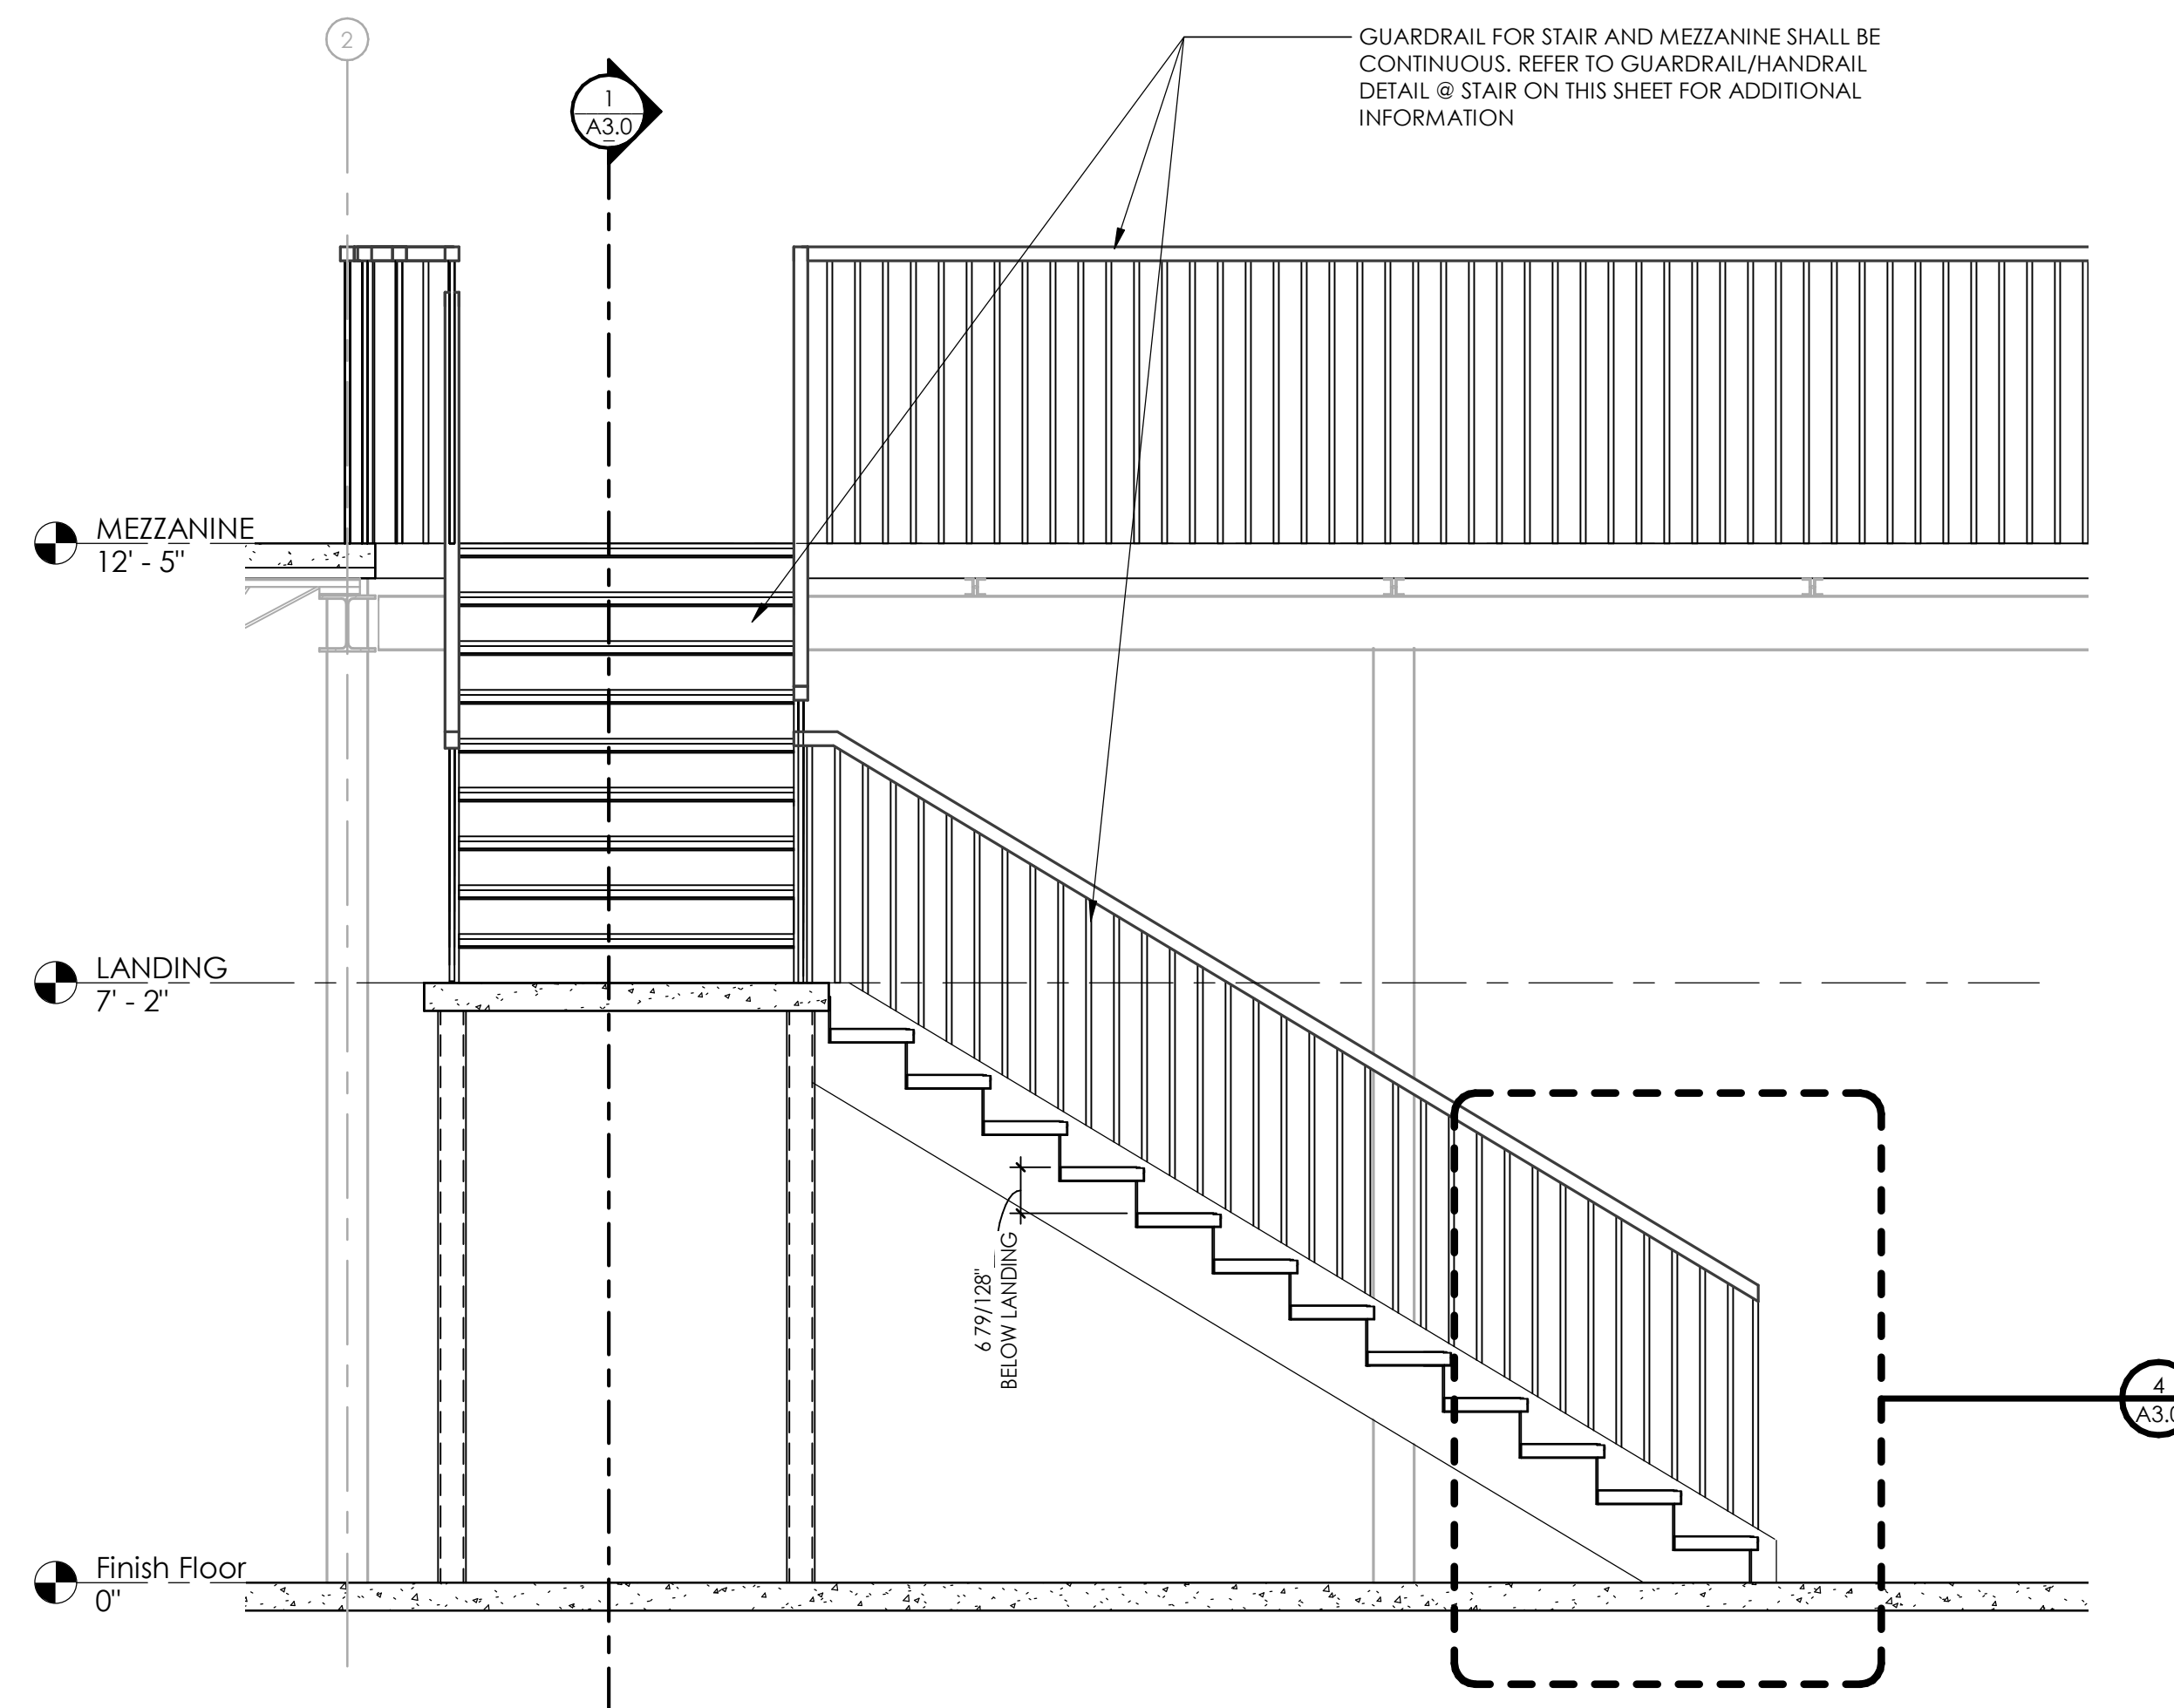 2
1
A3.0
GUARDRAIL FOR STAIR AND MEZZANINE SHALL BE
CONTINUOUS. REFER TO GUARDRAIL/HANDRAIL
DETAIL @ STAIR ON THIS SHEET FOR ADDITIONAL
INFORMATION
MEZZANINE
12' - 5"
LANDING
7' - 2"
6 79/128"
BELOW LANDING
4
A3.0
Finish Floor
0"